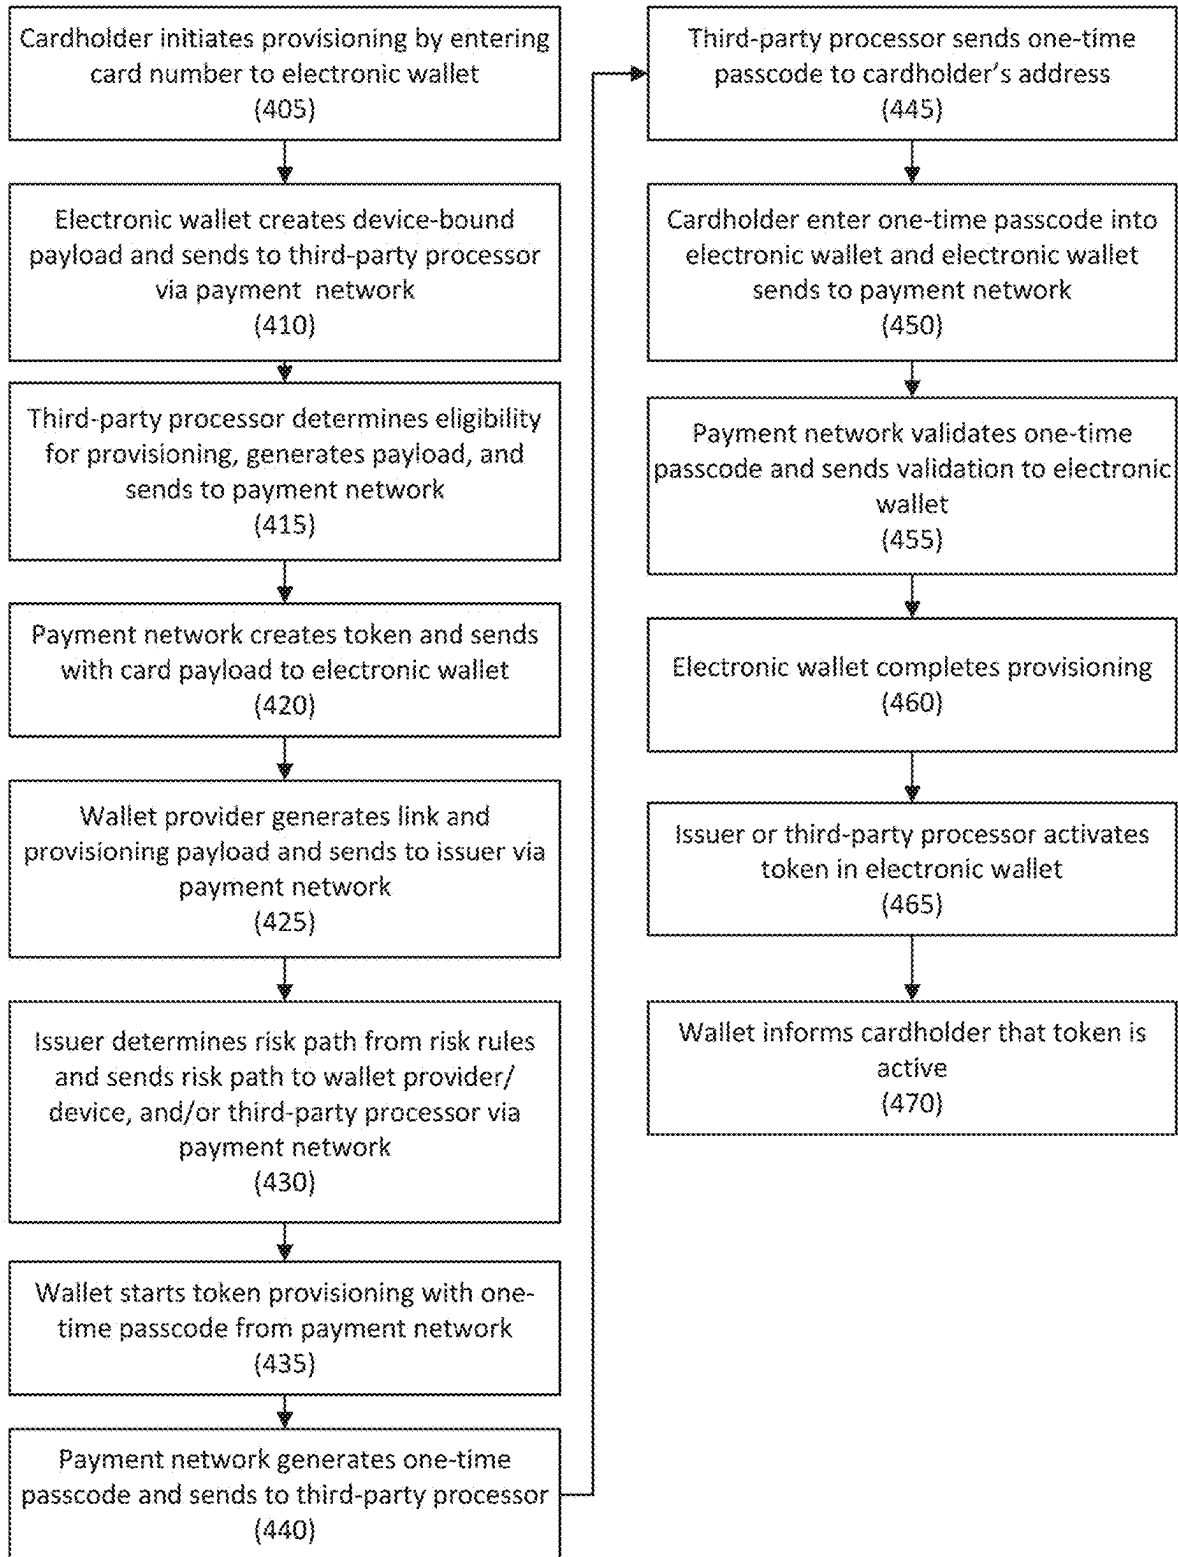 Cardholder initiates provisioning by entering
card number to electronic wallet
(405)
Electronic wallet creates device-bound
payload and sends to third-party processor
via payment network
(410)
Third-party processor determines eligibility
for provisioning, generates payload, and
sends to payment network
(415)
Payment network creates token and sends
with card payload to electronic wallet
(420)
Wallet provider generates link and
provisioning payload and sends to issuer via
payment network
(425)
Issuer determines risk path from risk rules
and sends risk path to wallet provider/
device, and/or third-party processor via
payment network
(430)
Wallet starts token provisioning with one-
time passcode from payment network
(435)
Payment network generates one-time
passcode and sends to third-party processor
(440)
Third-party processor sends one-time
passcode to cardholder's address
(445)
Cardholder enter one-time passcode into
electronic wallet and electronic wallet
sends to payment network
(450)
Payment network validates one-time
passcode and sends validation to electronic
wallet
(455)
Electronic wallet completes provisioning
(460)
Issuer or third-party processor activates
token in electronic wallet
(465)
Wallet informs cardholder that token is
active
(470)